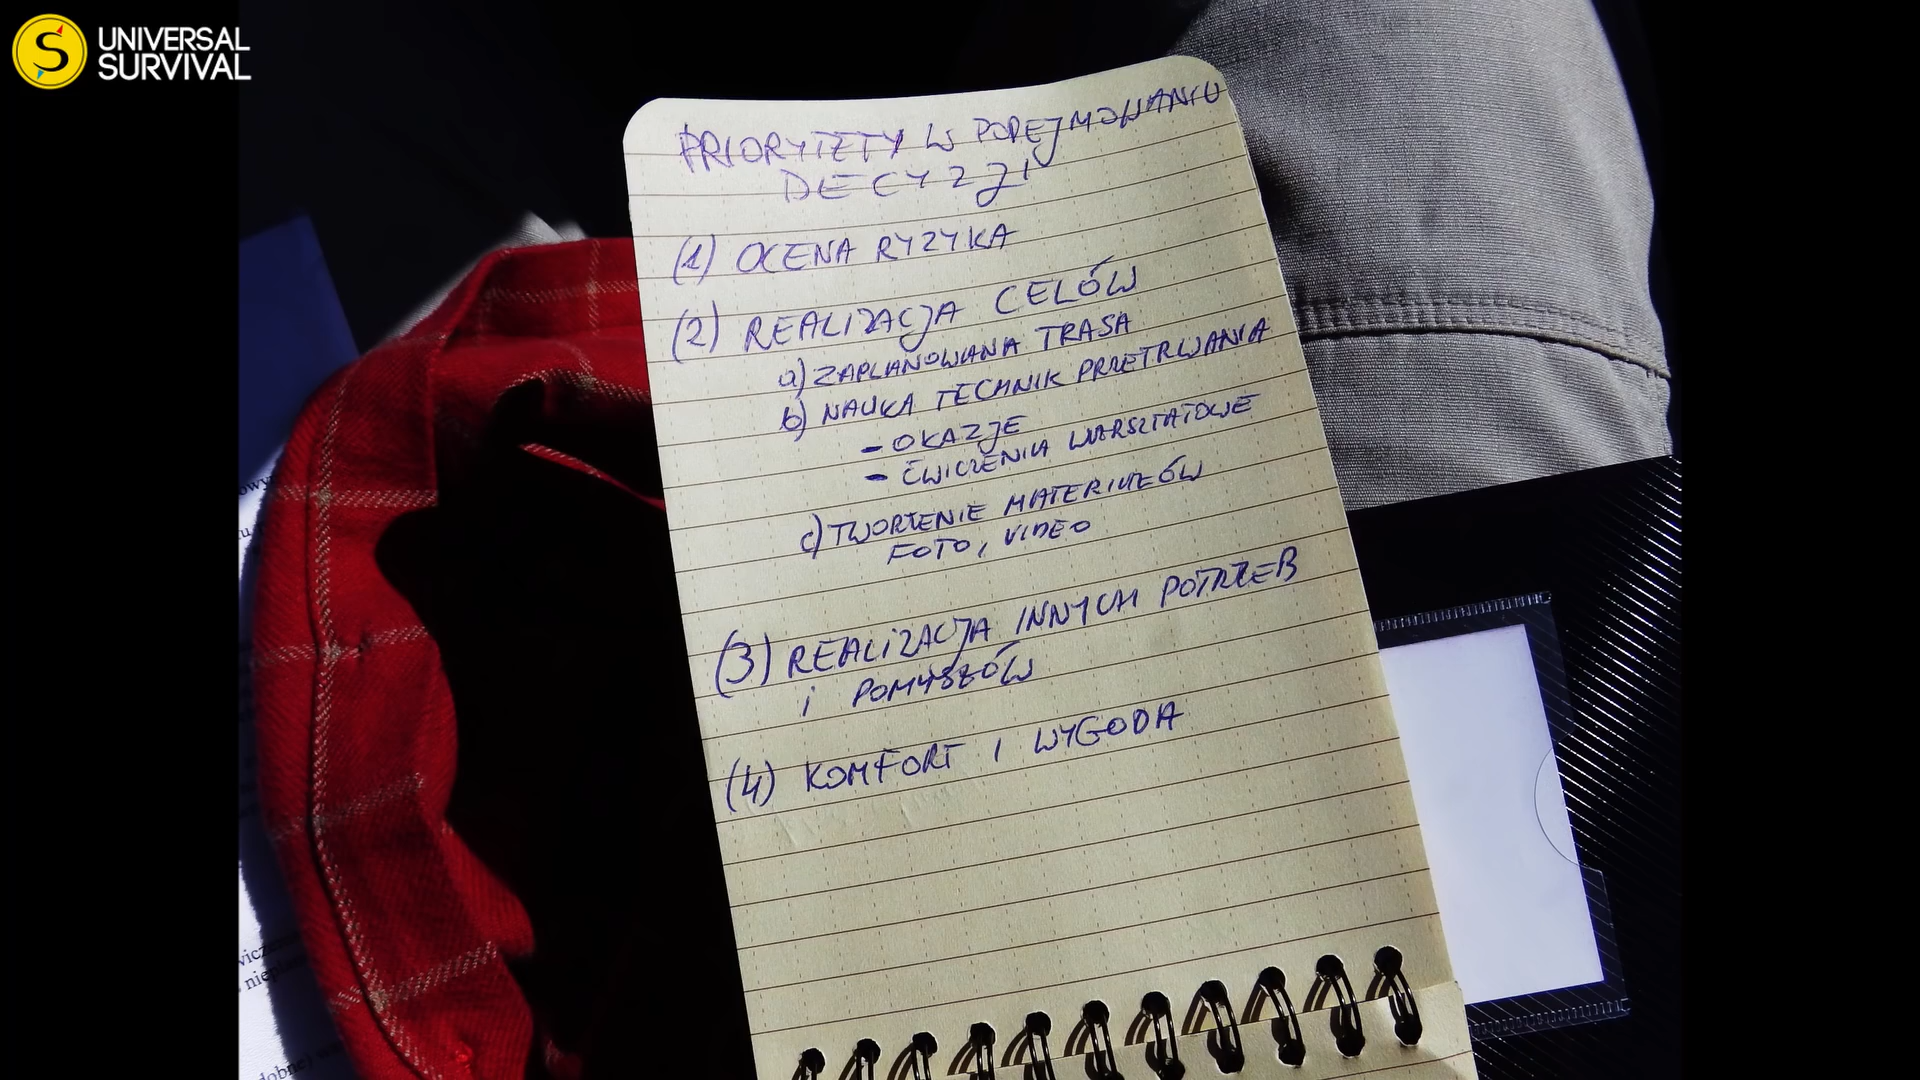 UNIVERSAL
SURVIVAL
PRIORYTETY W PODEJMOWANIU
DECYZJI
(1) OCENA RYZYKA
(2) REALIZACJA CELÓW
a) ZAPLANOWANA TRASA
b) NAUKA TECHNIK PRZETRWANIA
- OKAZJE
- ĆWICZENIA WARSZTATOWE
c) TWORZENIE MATERIAŁÓW
FOTO, VIDEO
(3) REALIZACJA INNYCH POTRZEB
i POMYSŁÓW
(4) KOMFORT I WYGODA